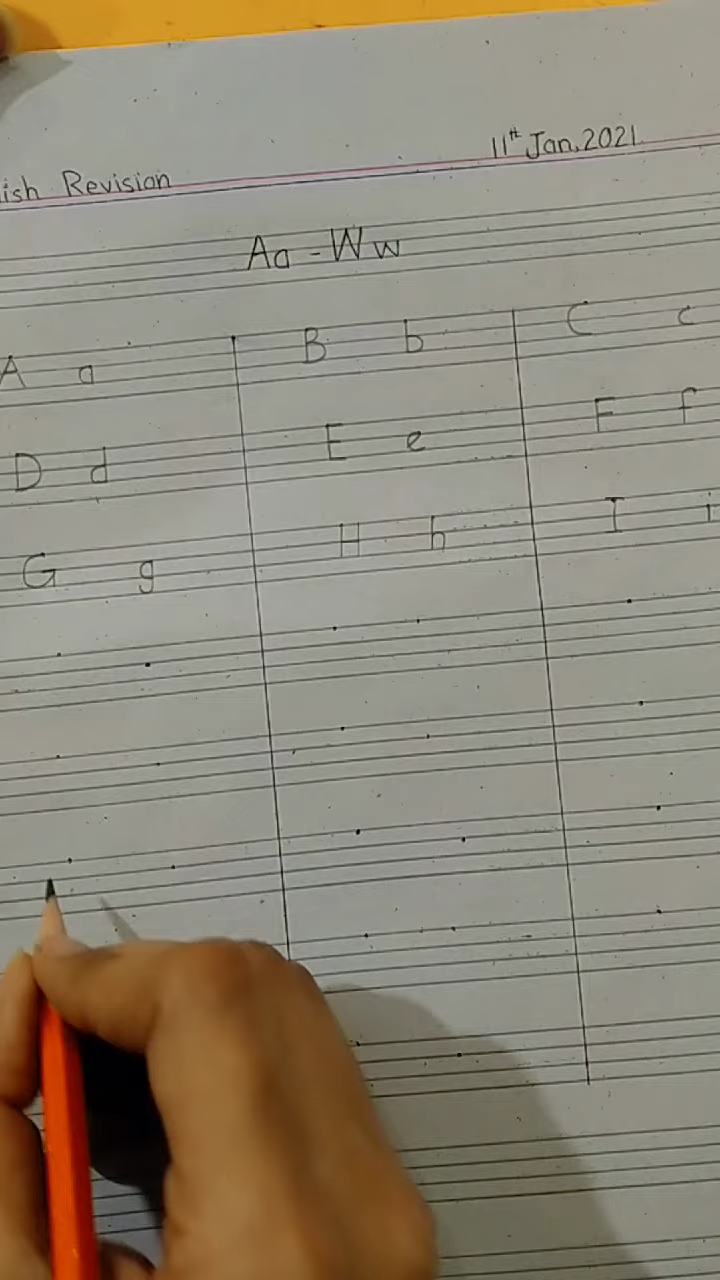 ish Revision 11th Jan, 2021
Aa - Ww
A a B b C c
D d E e F f
G g H h I i